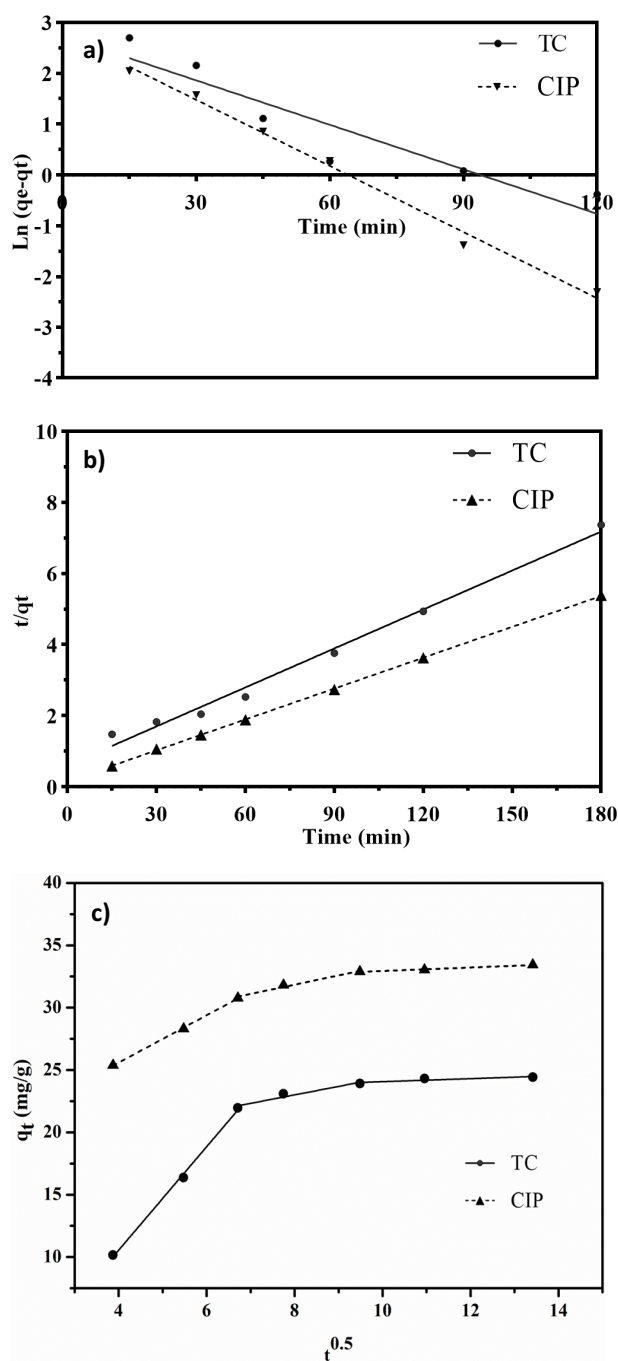 3
a)
TC
2
CIP
1
0
0 30 60 90 120
Time (min)
Ln (qe-qt)
-1
-2
-3
-4
10
b)
TC
8
CIP
6
t/qt
4
2
0
0 30 60 90 120 150 180
Time (min)
40
c)
35
30
25
qt (mg/g)
20
TC
15
CIP
10
4 6 8 10 12 14
t0.5